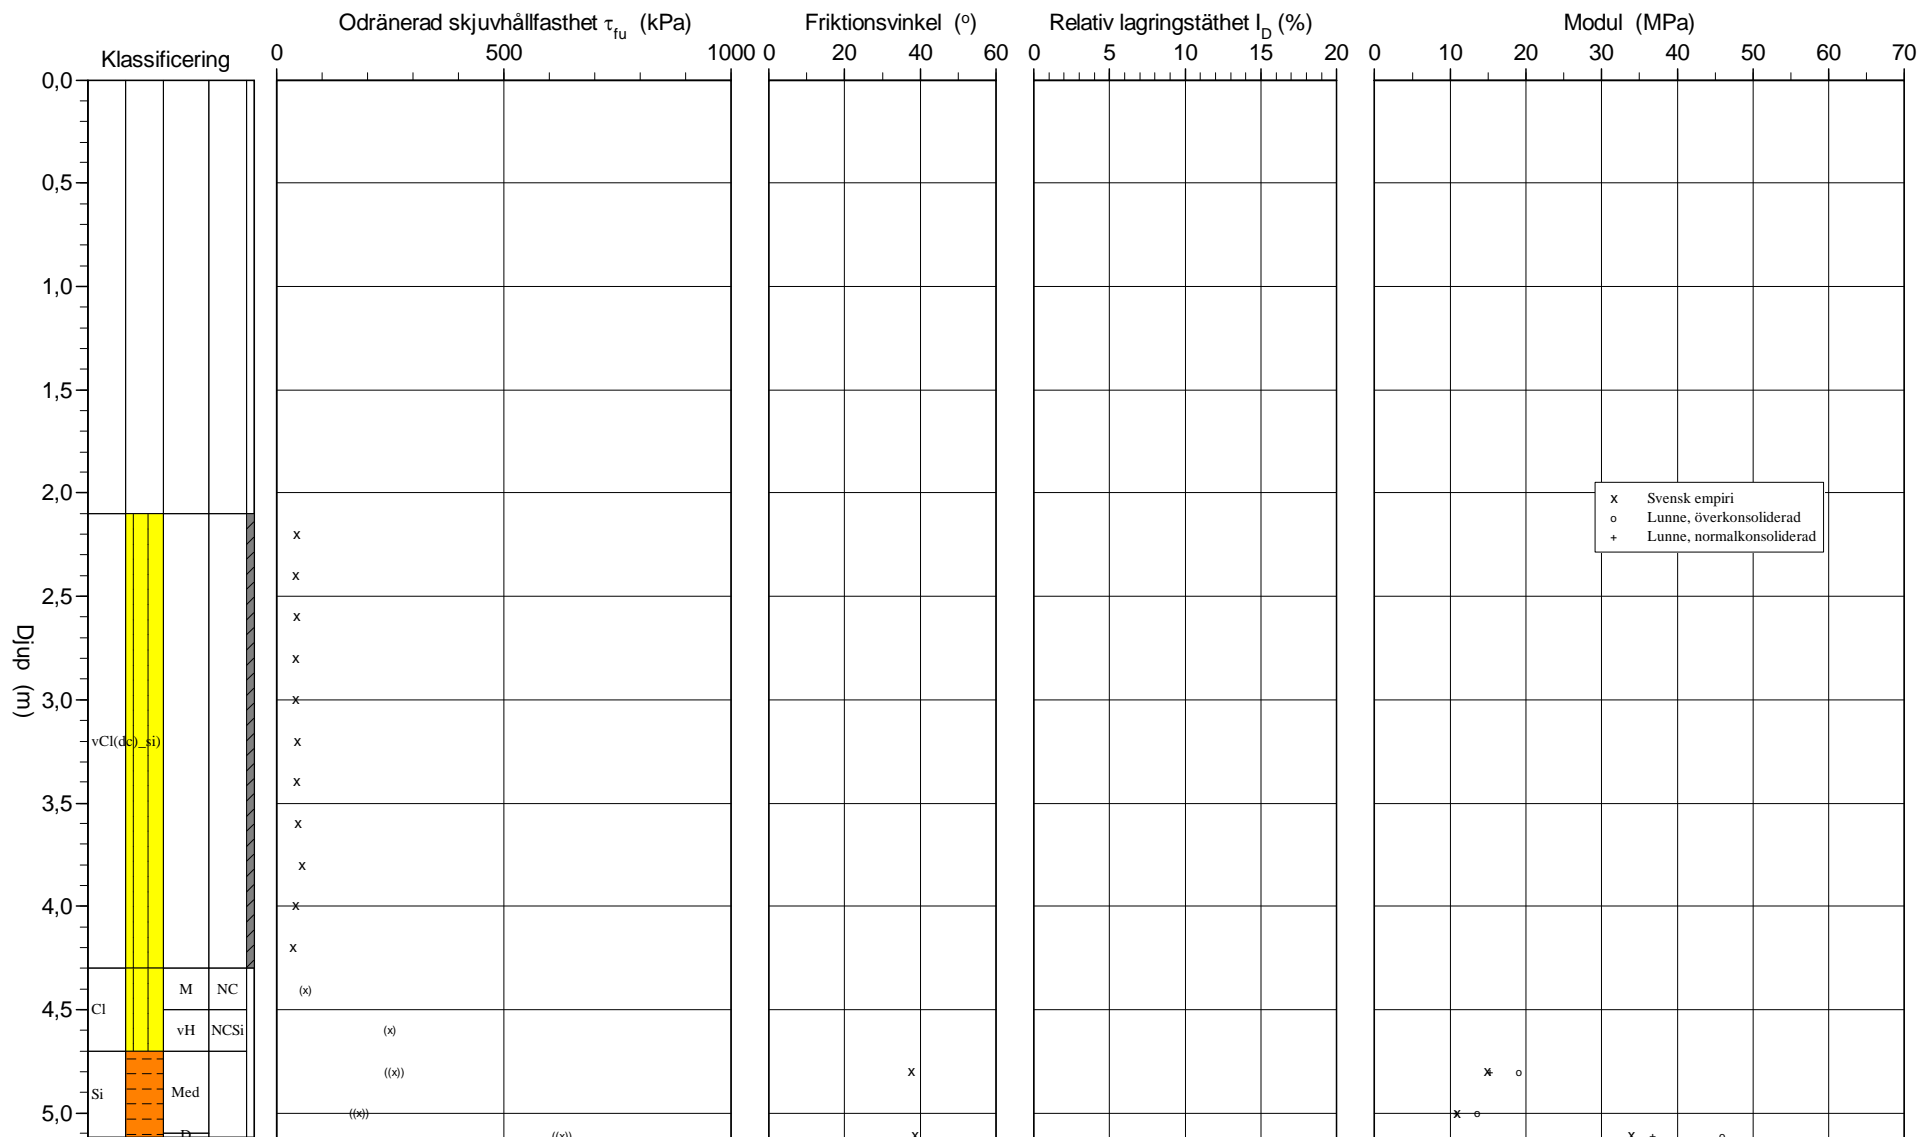 Odränerad skjuvhållfasthet τfu (kPa)
Friktionsvinkel (o)
Relativ lagringstäthet ID (%)
Modul (MPa)
Klassificering
0 500 1000
0 20 40 60
0 5 10 15 20
0 10 20 30 40 50 60 70
0,0
0,5
1,0
1,5
2,0
x Svensk empiri
o Lunne, överkonsoliderad
+ Lunne, normalkonsoliderad
2,5
Djup (m)
3,0
vCl(dc)_si)
3,5
4,0
M NC
Cl
4,5
vH NCSi
Si
Med
5,0
D